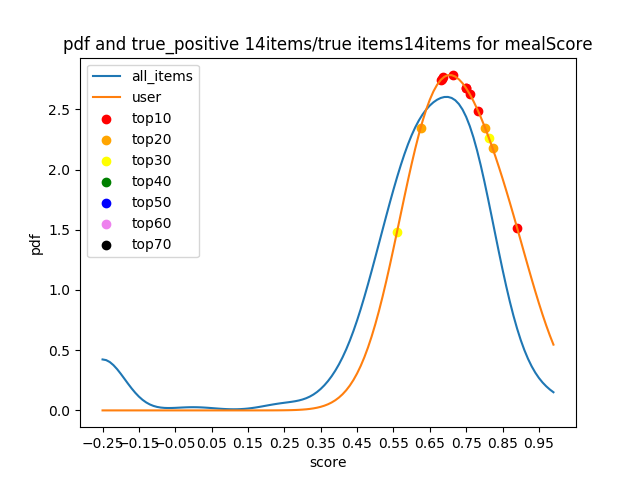 pdf and true_positive 14items/true items14items for mealScore
all_items
user
top10
top20
top30
top40
top50
top60
top70
pdf
2.5
2.0
1.5
1.0
0.5
0.0
−0.25 −0.15 −0.05 0.05 0.15 0.25 0.35 0.45 0.55 0.65 0.75 0.85 0.95
score